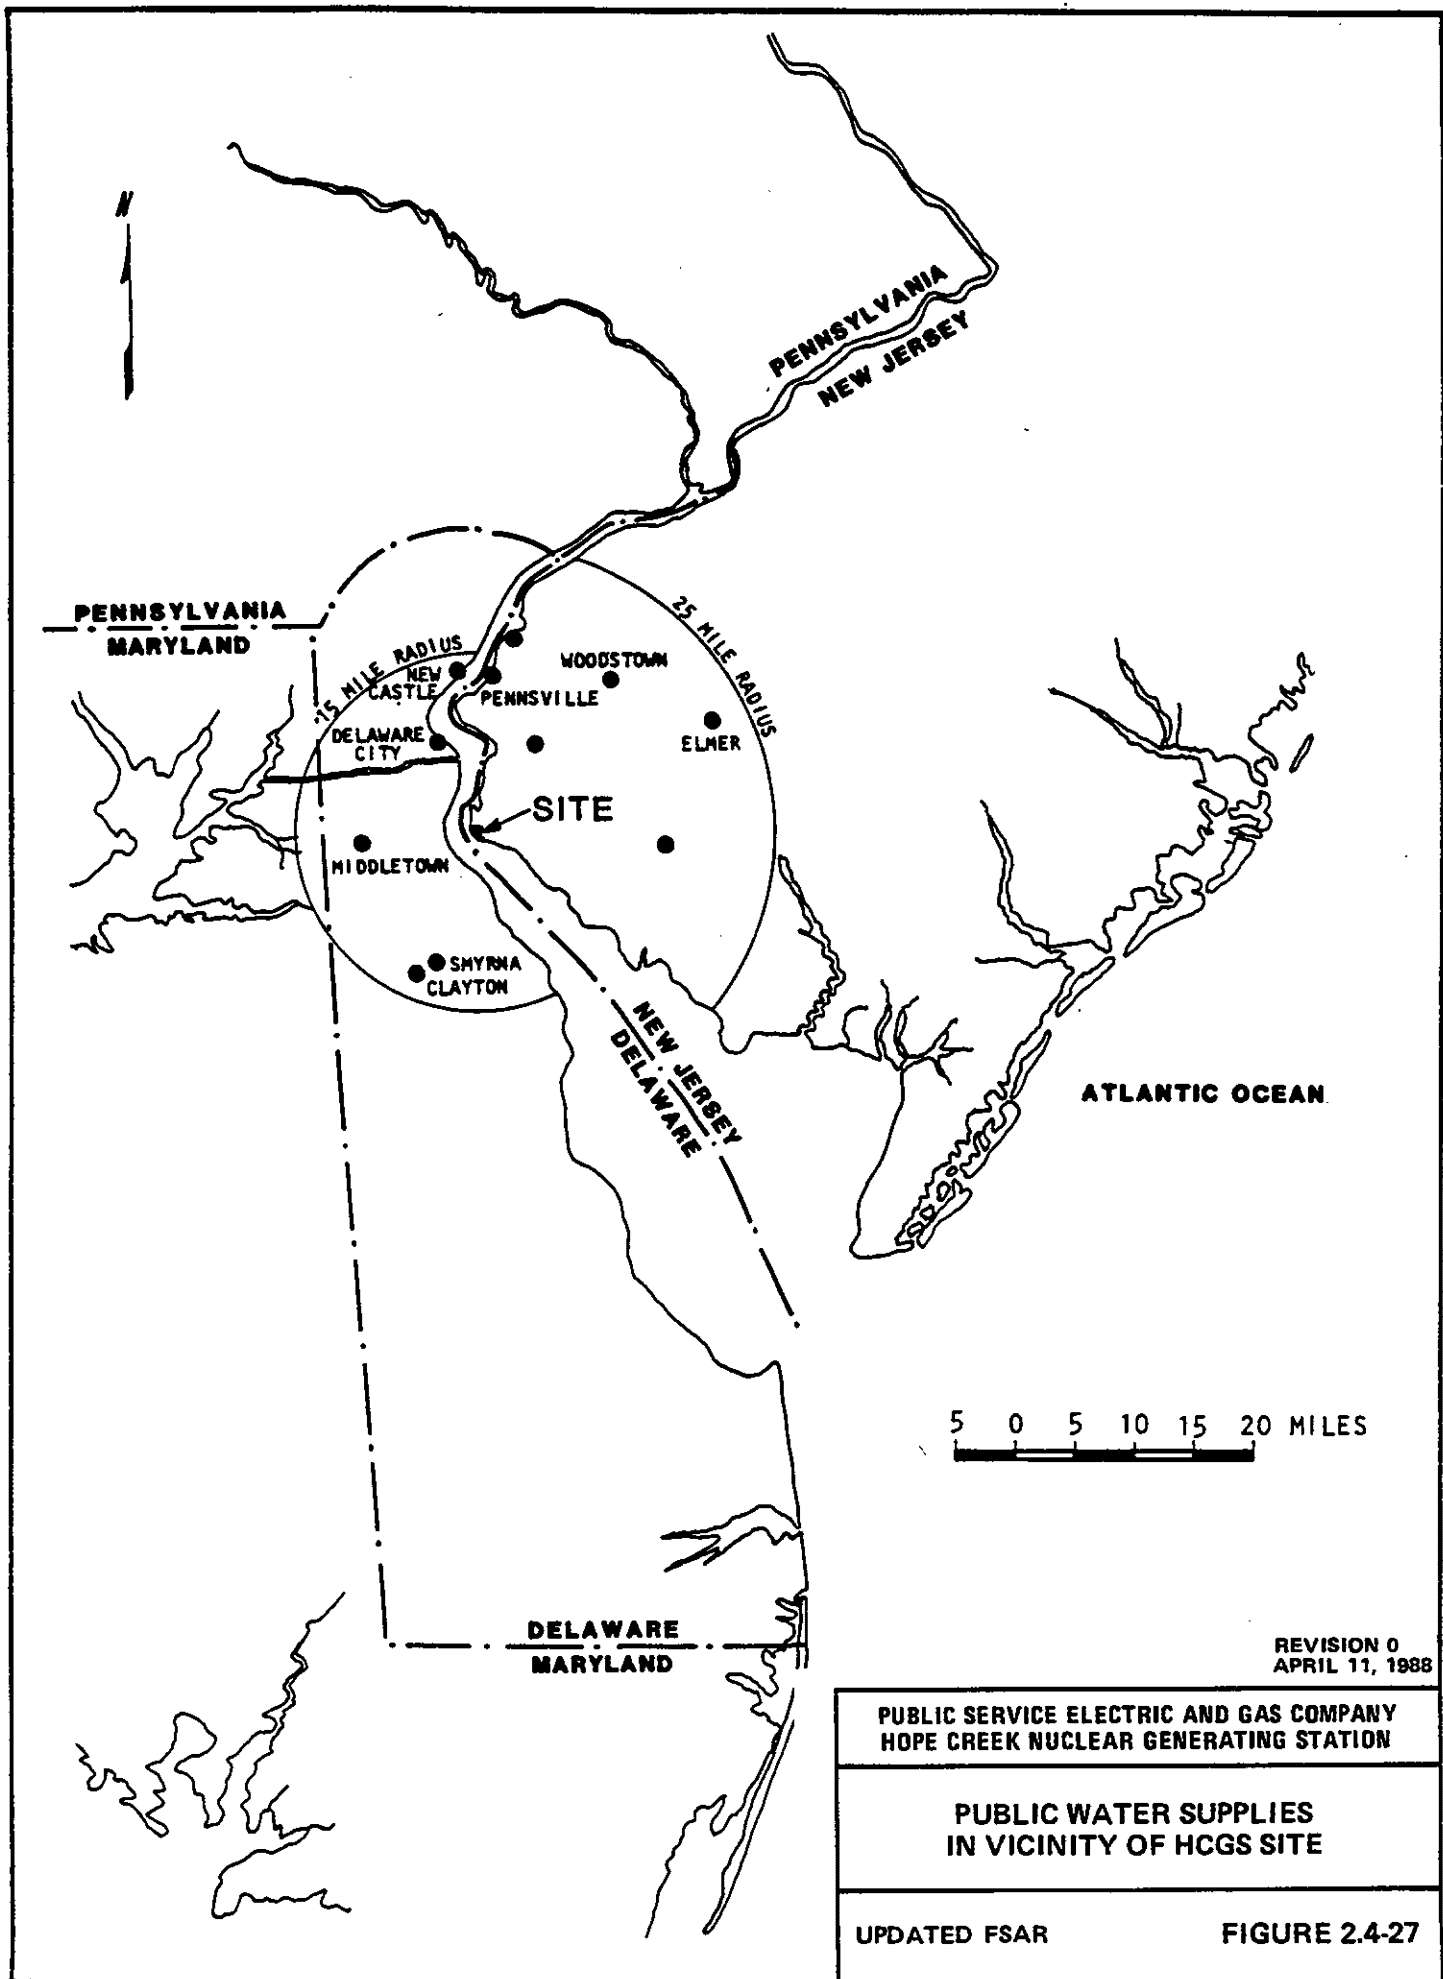 N
PENNSYLVANIA
NEW JERSEY
PENNSYLVANIA
MARYLAND
15 MILE RADIUS
25 MILE RADIUS
NEW
CASTLE
WOODSTOWN
PENNSVILLE
DELAWARE
CITY
ELMER
SITE
MIDDLETOWN
SMYRNA
CLAYTON
NEW JERSEY
DELAWARE
ATLANTIC OCEAN
5 0 5 10 15 20 MILES
DELAWARE
MARYLAND
REVISION 0
APRIL 11, 1988
PUBLIC SERVICE ELECTRIC AND GAS COMPANY
HOPE CREEK NUCLEAR GENERATING STATION
PUBLIC WATER SUPPLIES
IN VICINITY OF HCGS SITE
UPDATED FSAR FIGURE 2.4-27